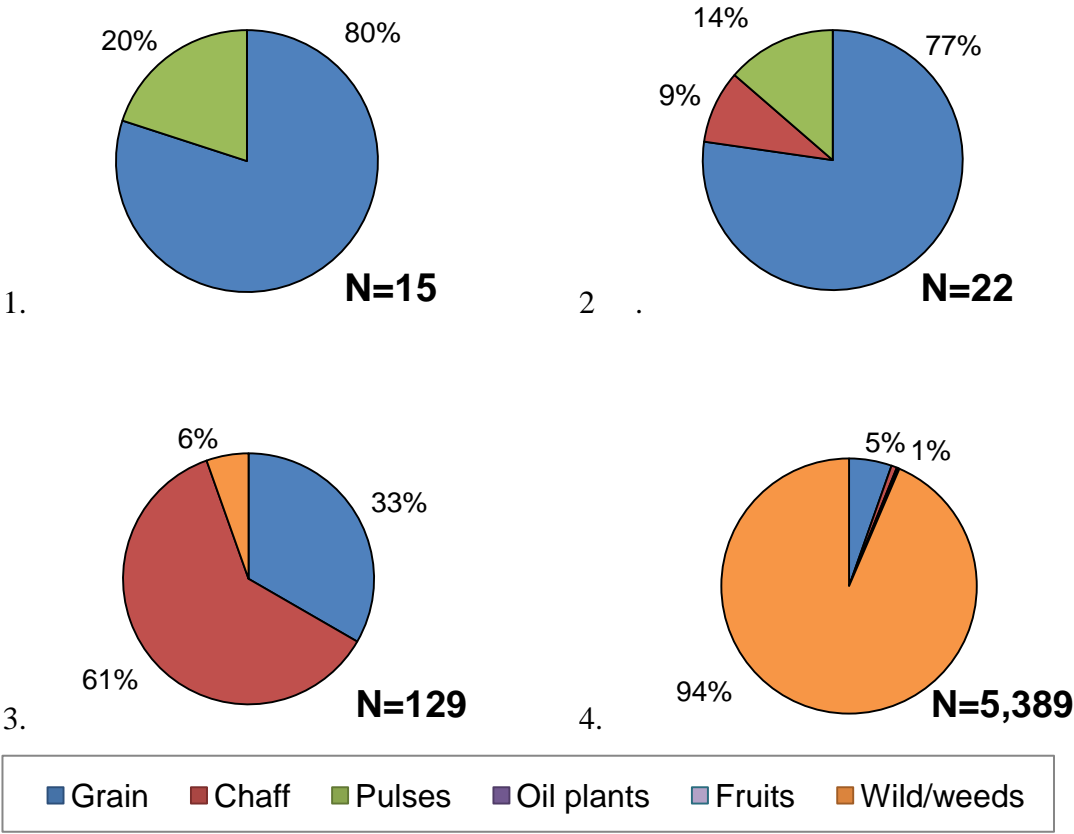 20% 80%
14% 77%
9%
1. N=15
2 . N=22
6%
33%
61%
3. N=129
5% 1%
94%
4. N=5,389
Grain Chaff Pulses Oil plants Fruits Wild/weeds